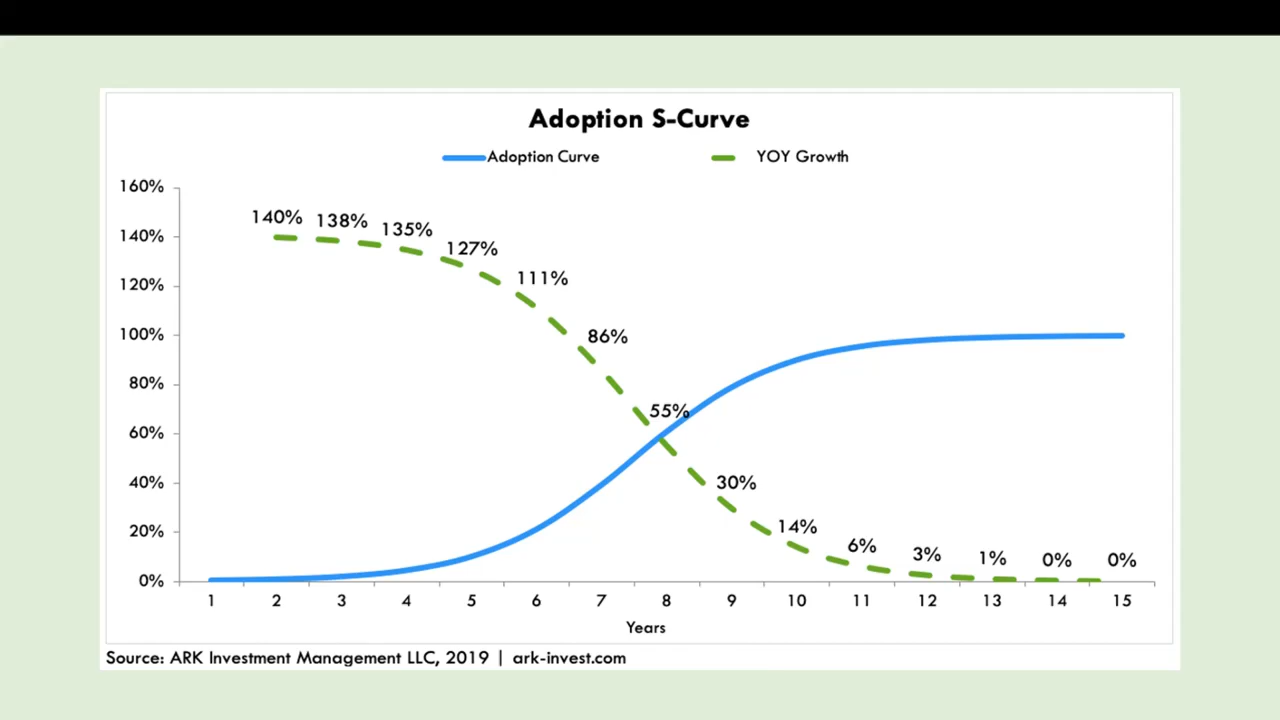 Adoption S-Curve
Adoption Curve YOY Growth
160%
140%
120%
100%
80%
60%
40%
20%
0%
140% 138% 135% 127% 111% 86% 55% 30% 14% 6% 3% 1% 0% 0%
1 2 3 4 5 6 7 8 9 10 11 12 13 14 15
Years
Source: ARK Investment Management LLC, 2019 | ark-invest.com